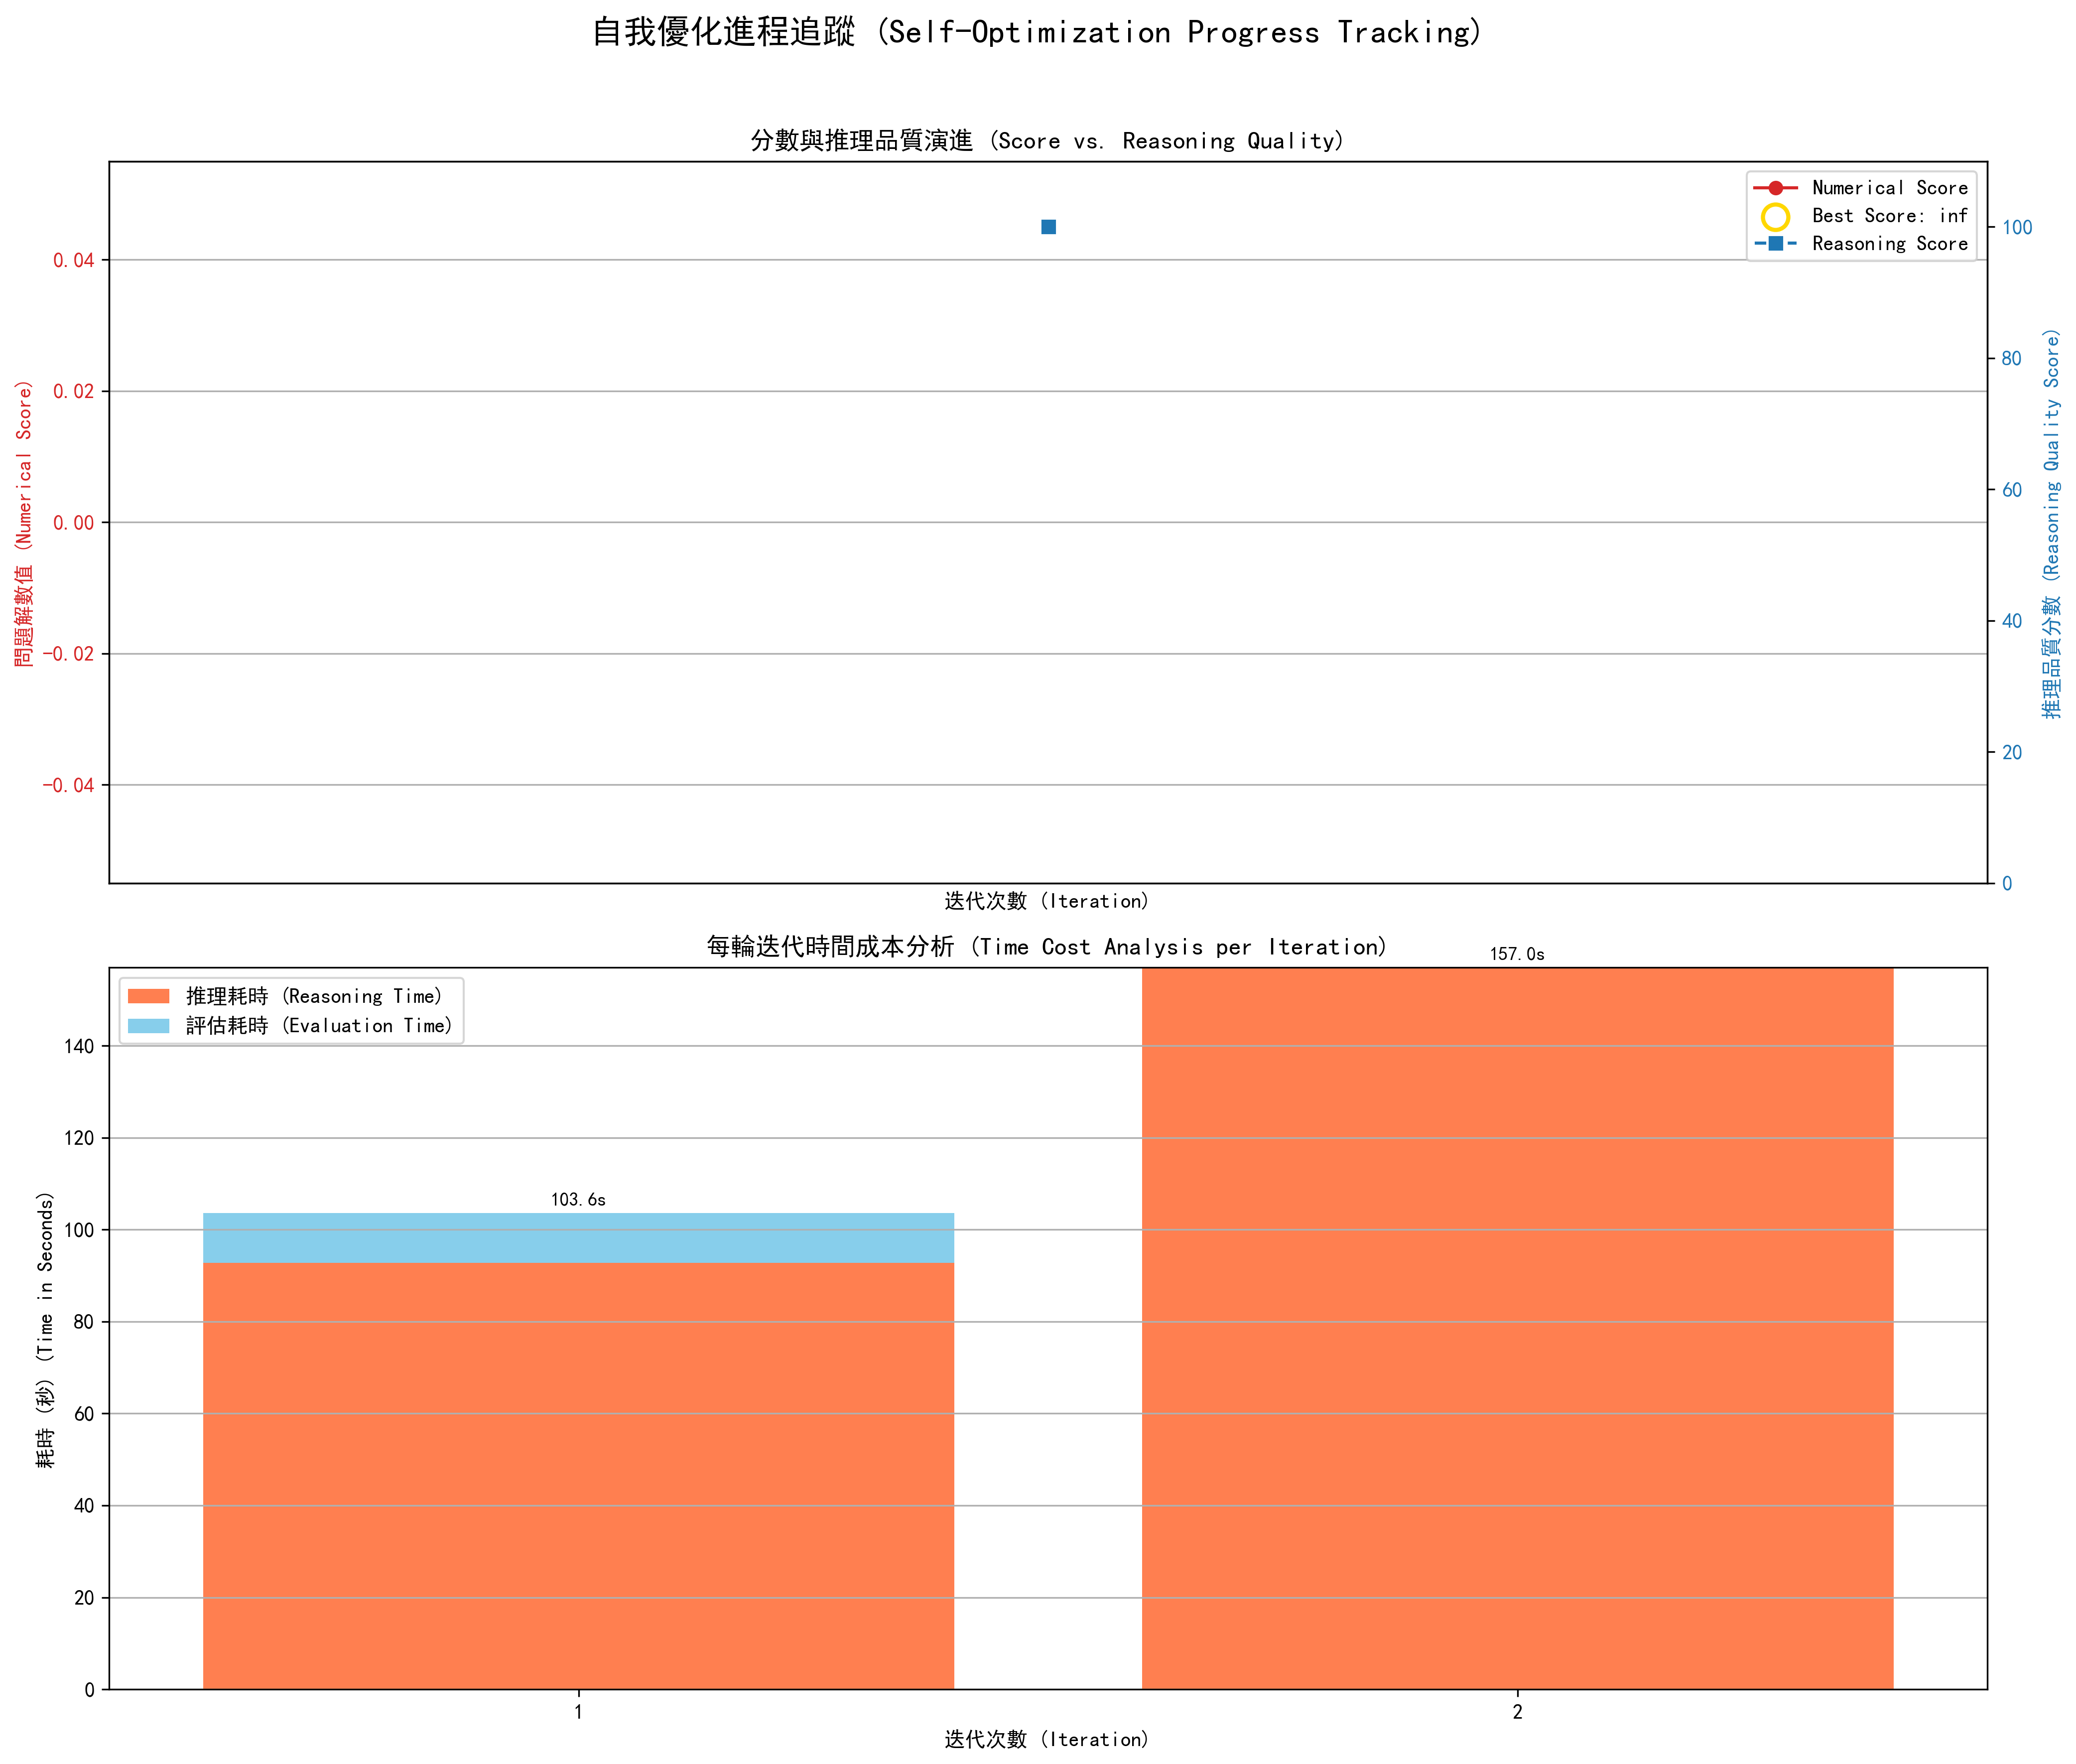 自我優化進程追蹤 (Self-Optimization Progress Tracking)
分數與推理品質演進 (Score vs. Reasoning Quality)
Numerical Score
Best Score: inf
Reasoning Score
問題解數值 (Numerical Score)
0.04
0.02
0.00
-0.02
-0.04
100
80
60
40
20
0
推理品質分數 (Reasoning Quality Score)
迭代次數 (Iteration)
每輪迭代時間成本分析 (Time Cost Analysis per Iteration)
157.0s
推理耗時 (Reasoning Time)
評估耗時 (Evaluation Time)
103.6s
耗時 (秒) (Time in Seconds)
140
120
100
80
60
40
20
0
1
2
迭代次數 (Iteration)